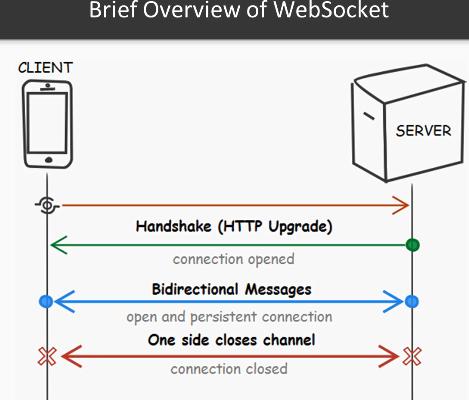 Brief Overview of WebSocket
CLIENT
SERVER
Handshake (HTTP Upgrade)
connection opened
Bidirectional Messages
open and persistent connection
One side closes channel
connection closed